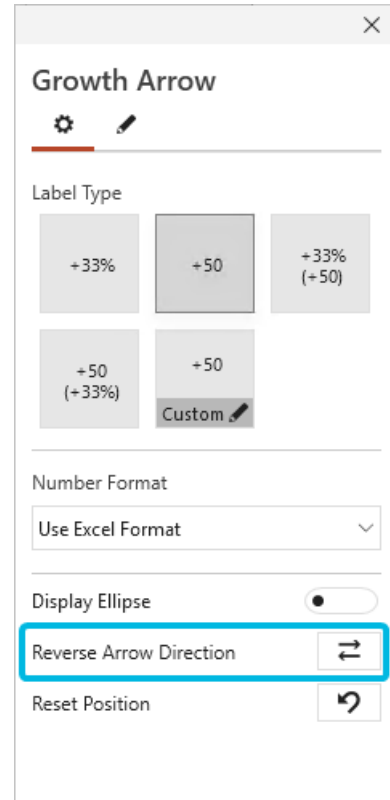 Growth Arrow
Label Type
+33%
+50
+33%
(+50)
+50
(+33%)
+50
Custom
Number Format
Use Excel Format
Display Ellipse
Reverse Arrow Direction
Reset Position